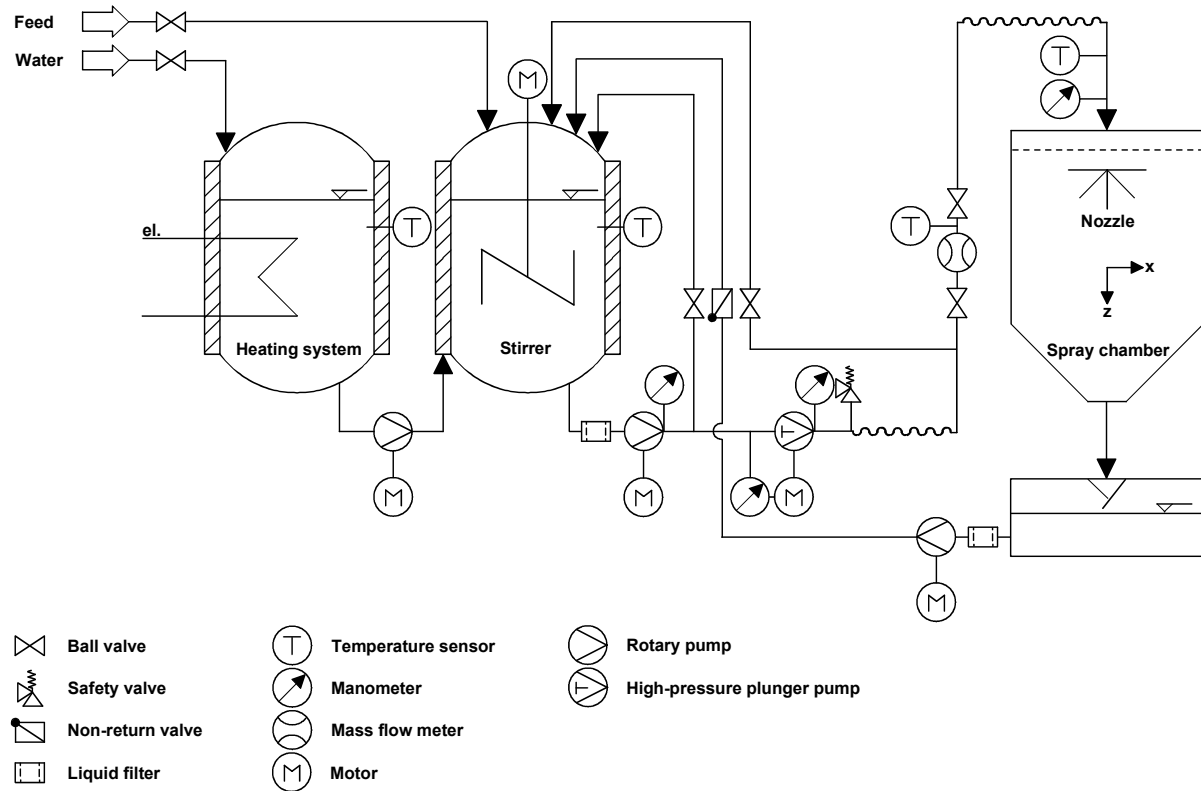 Feed
Water
M
T
T
T
T
el.
Heating system
Stirrer
Nozzle
x
z
Spray chamber
M
M
M
M
Ball valve
Safety valve
Non-return valve
Liquid filter
T
Temperature sensor
Manometer
Mass flow meter
M
Motor
Rotary pump
High-pressure plunger pump